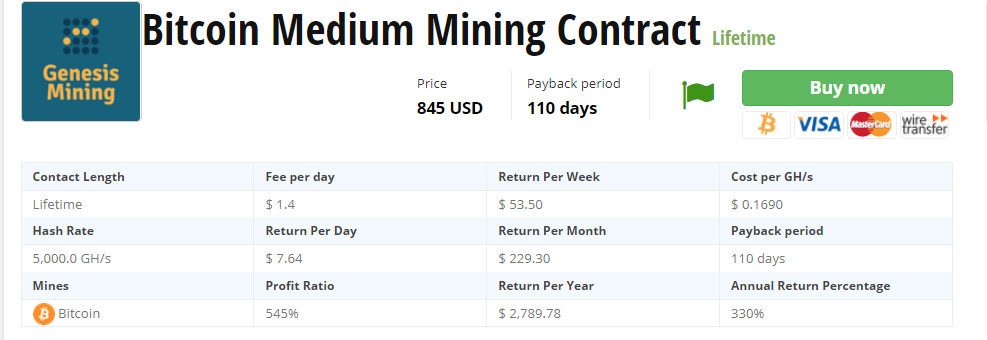 Genesis
Mining
Bitcoin Medium Mining Contract Lifetime
Price
845 USD
Payback period
110 days
Buy now
VISA
MasterCard
wire
transfer
Contact Length Fee per day Return Per Week Cost per GH/s
Lifetime $ 1.4 $ 53.50 $ 0.1690
Hash Rate Return Per Day Return Per Month Payback period
5,000.0 GH/s $ 7.64 $ 229.30 110 days
Mines Profit Ratio Return Per Year Annual Return Percentage
Bitcoin 545% $ 2,789.78 330%